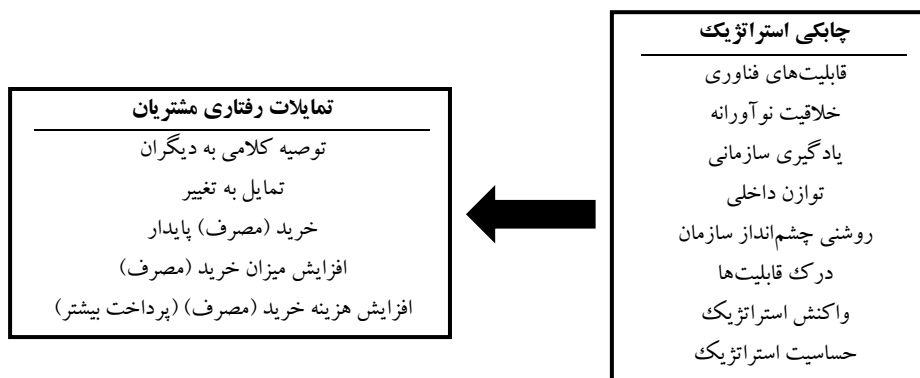 چابکی استراتژیک
قابلیت‌های فناوری
خلاقیت نوآورانه
یادگیری سازمانی
توازن داخلی
روشنی چشم‌انداز سازمان
درک قابلیت‌ها
واکنش استراتژیک
حساسیت استراتژیک
تمایلات رفتاری مشتریان
توصیه کلامی به دیگران
تمایل به تغییر
خرید (مصرف) پایدار
افزایش میزان خرید (مصرف)
افزایش هزینه خرید (مصرف) (پرداخت بیشتر)